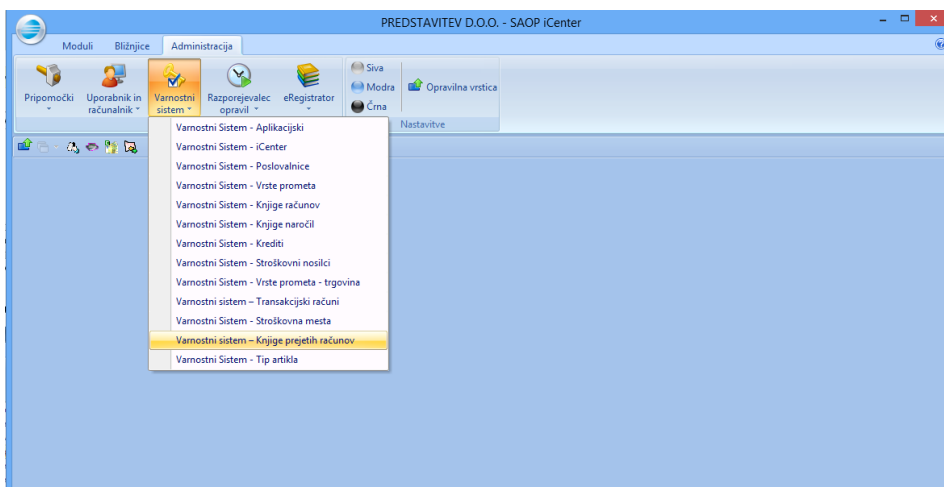 PREDSTAVITEV D.O.O. - SAOP iCenter
Moduli Bližnjice Administracija
Pripomočki
Uporabnik in
računalnik
Varnostni
sistem
Razporejevalec
opravil
eRegistrator
Siva
Modra
Črna
Opravilna vrstica
Nastavitve
Varnostni Sistem - Aplikacijski
Varnostni Sistem - iCenter
Varnostni Sistem - Poslovalnice
Varnostni Sistem - Vrste prometa
Varnostni Sistem - Knjige računov
Varnostni Sistem - Knjige naročil
Varnostni Sistem - Krediti
Varnostni Sistem - Stroškovni nosilci
Varnostni Sistem - Vrste prometa - trgovina
Varnostni sistem – Transakcijski računi
Varnostni Sistem - Stroškovna mesta
Varnostni sistem – Knjige prejetih računov
Varnostni Sistem - Tip artikla